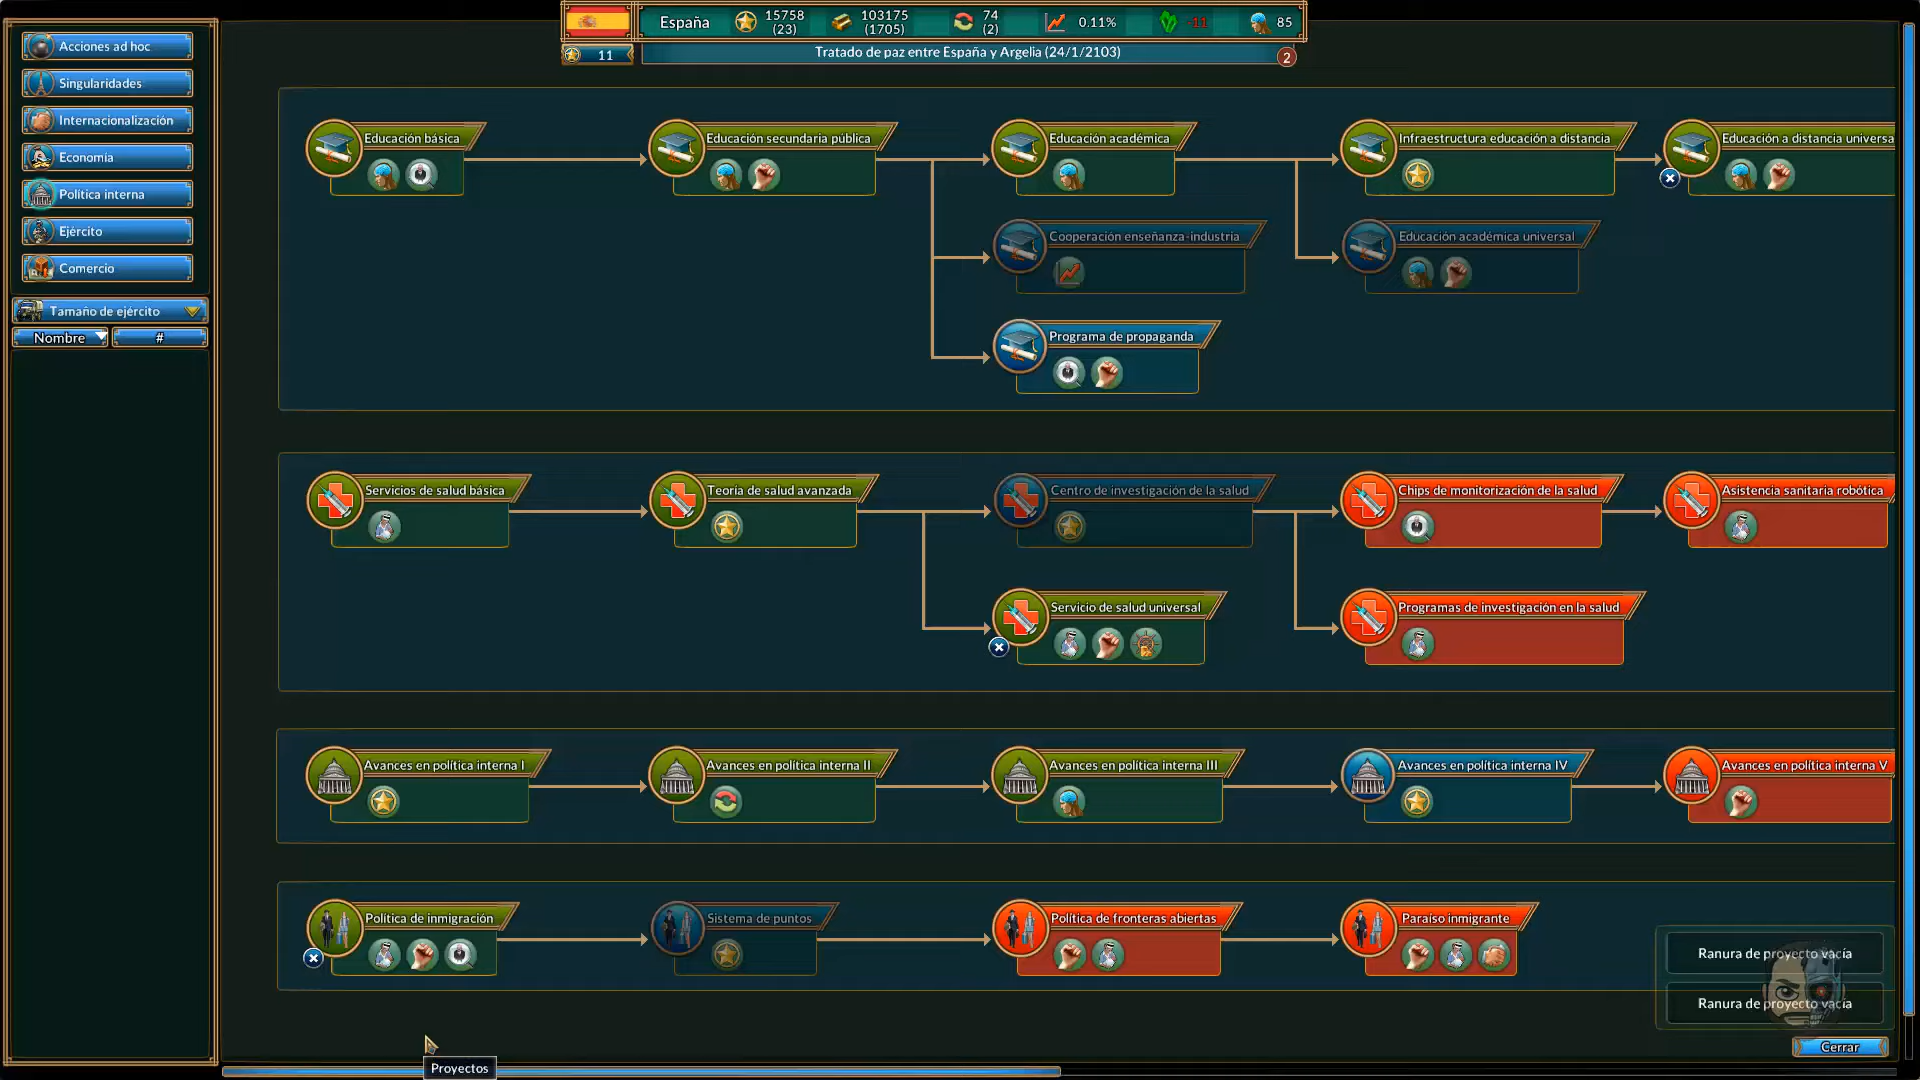 España
15758
(23)
103175
(1705)
74
(2)
0.11%
-11
85
11
Tratado de paz entre España y Argelia (24/1/2103)
2
Acciones ad hoc
Singularidades
Internacionalización
Economía
Política interna
Ejército
Comercio
Tamaño de ejército
Nombre
#
Educación básica
Educación secundaria pública
Educación académica
Infraestructura educación a distancia
Educación a distancia universa
Cooperación enseñanza-industria
Educación académica universal
Programa de propaganda
Servicios de salud básica
Teoría de salud avanzada
Centro de investigación de la salud
Chips de monitorización de la salud
Asistencia sanitaria robótica
Servicio de salud universal
Programas de investigación en la salud
Avances en política interna I
Avances en política interna II
Avances en política interna III
Avances en política interna IV
Avances en política interna V
Política de inmigración
Sistema de puntos
Política de fronteras abiertas
Paraíso inmigrante
Ranura de proyecto vacía
Ranura de proyecto vacía
Cerrar
Proyectos